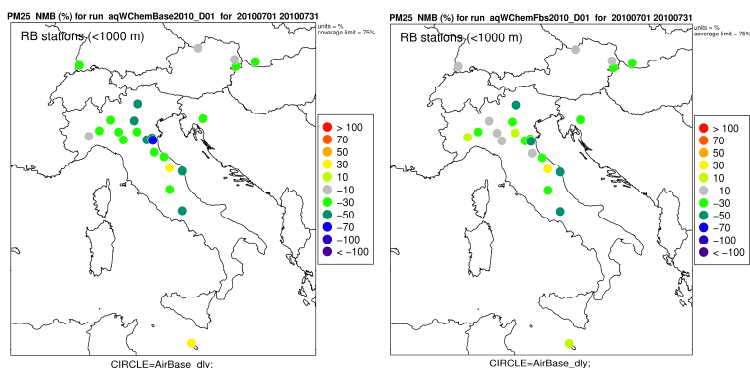 PM25 NMB (%) for run aqWChemBase2010_D01 for 20100701 20100731
units = %
coverage limit = 75%
RB stations (<1000 m)
> 100
70
50
30
10
−10
−30
−50
−70
−100
< −100
CIRCLE=AirBase_dly;
PM25 NMB (%) for run aqWChemFbs2010_D01 for 20100701 20100731
units = %
coverage limit = 75%
RB stations (<1000 m)
> 100
70
50
30
10
−10
−30
−50
−70
−100
< −100
CIRCLE=AirBase_dly;